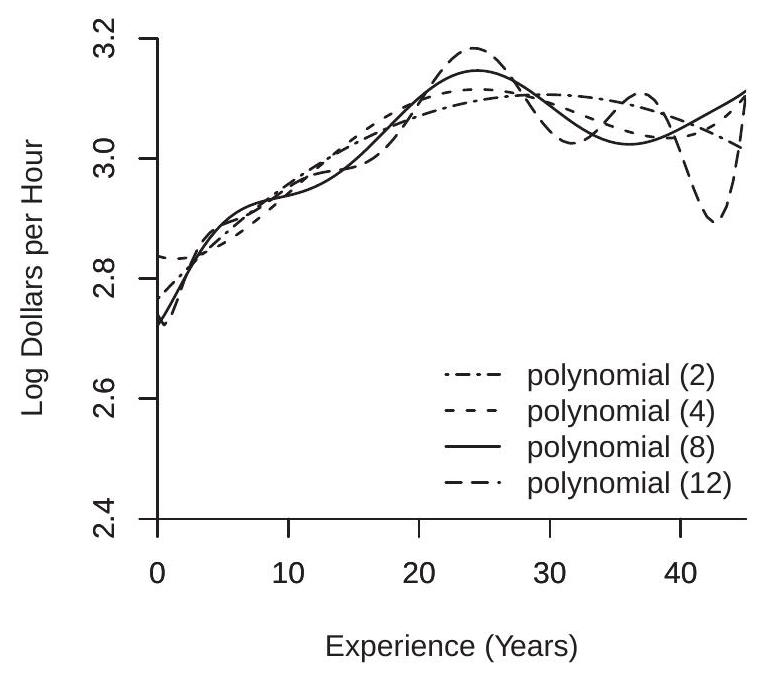 Log Dollars per Hour
3.2
3.0
2.8
2.6
2.4
polynomial (2)
polynomial (4)
polynomial (8)
polynomial (12)
0 10 20 30 40
Experience (Years)